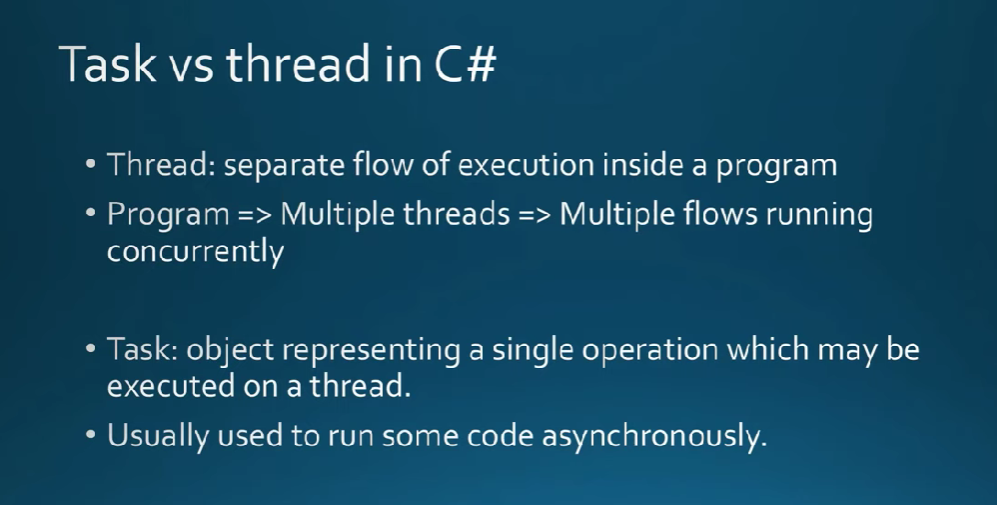 Task vs thread in C#
• Thread: separate flow of execution inside a program
• Program => Multiple threads => Multiple flows running
concurrently
• Task: object representing a single operation which may be
executed on a thread.
• Usually used to run some code asynchronously.